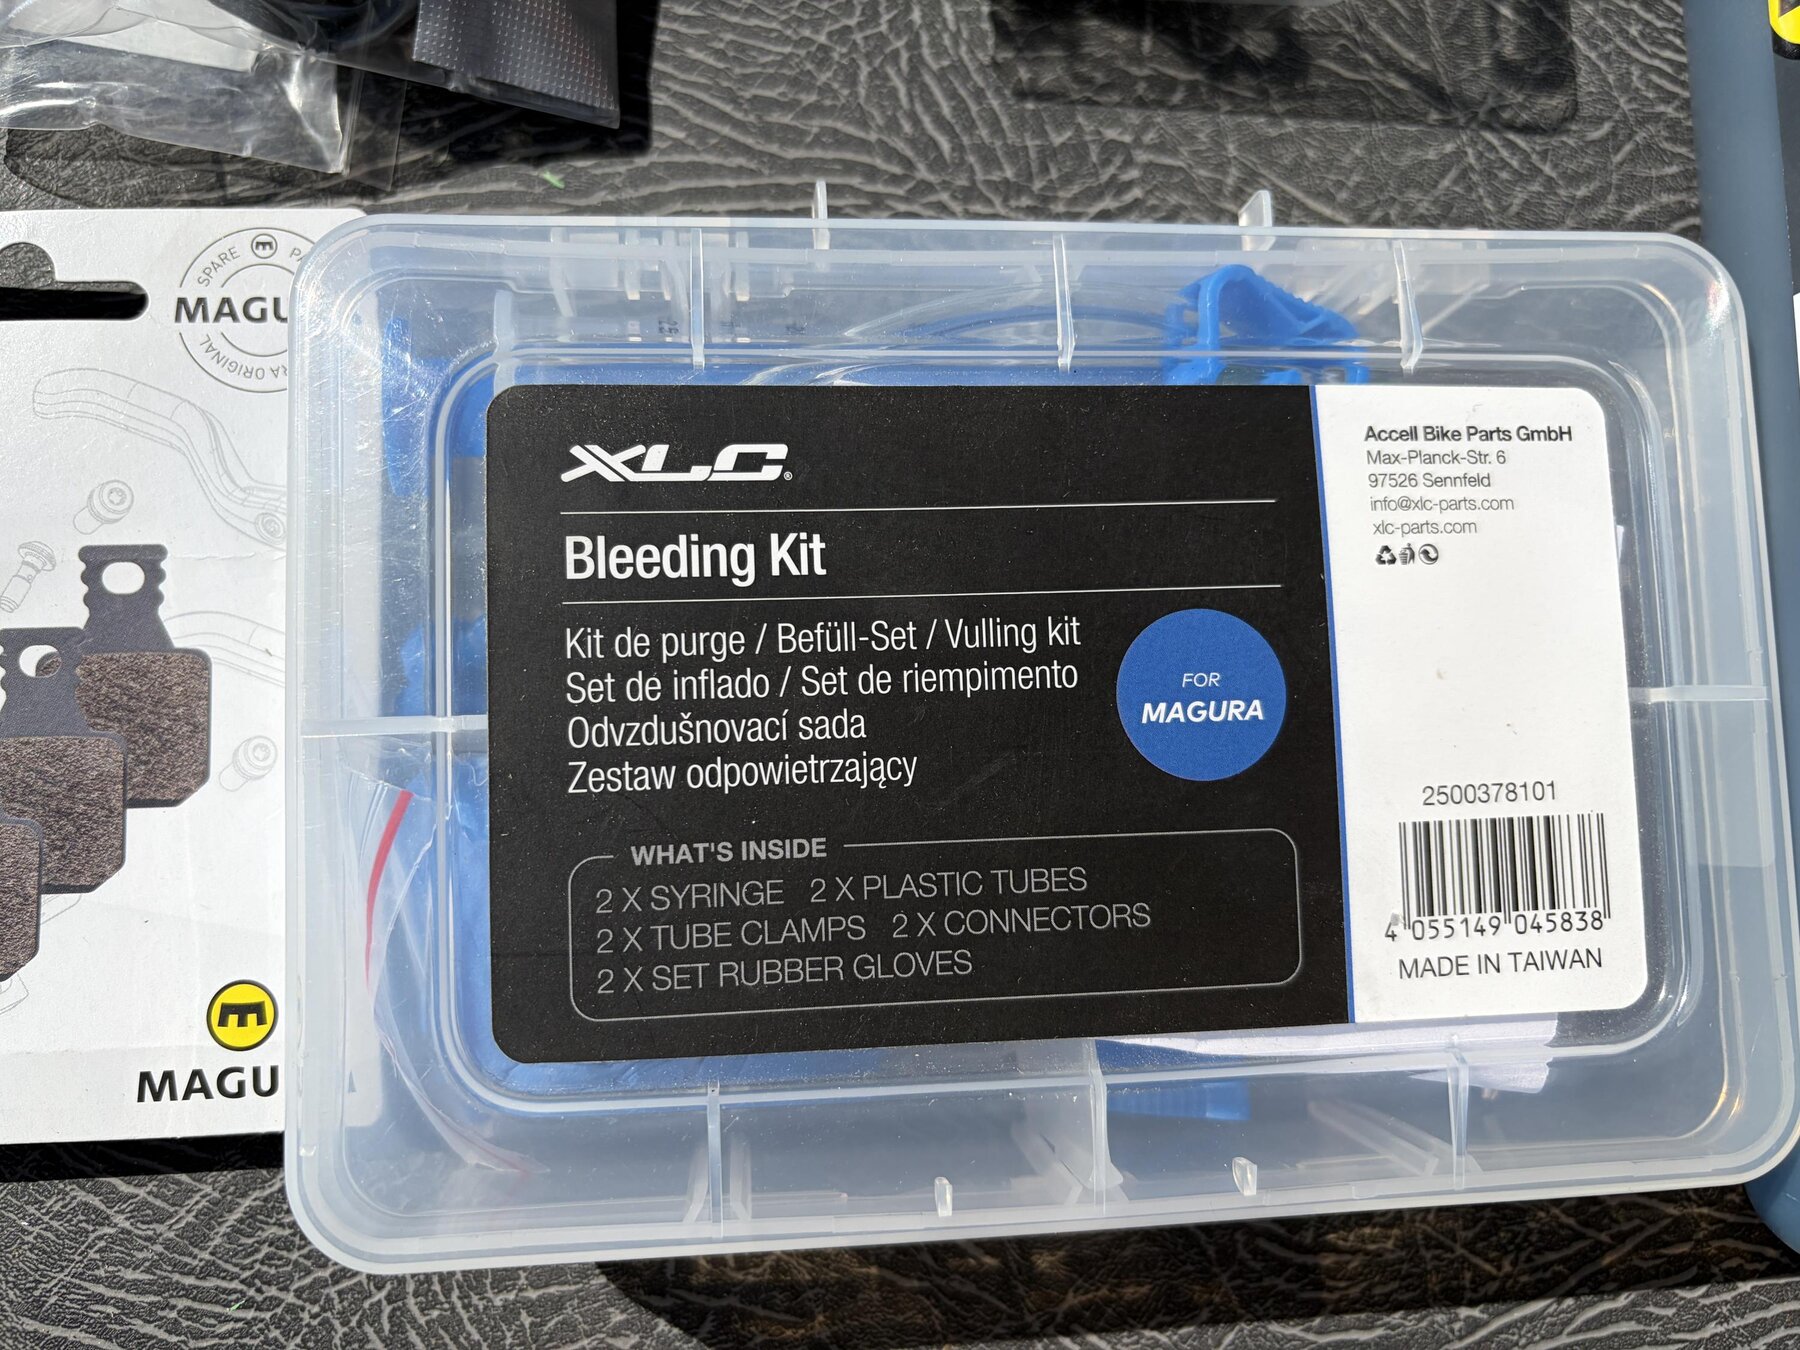 SPARE
MAGU
RA ORIGINAL
MAGU
XLC
Bleeding Kit
Kit de purge / Befüll-Set / Vulling kit
Set de inflado / Set de riempimento
Odvzdušnovací sada
Zestaw odpowietrzający
FOR
MAGURA
WHAT'S INSIDE
2 X SYRINGE 2 X PLASTIC TUBES
2 X TUBE CLAMPS 2 X CONNECTORS
2 X SET RUBBER GLOVES
Accell Bike Parts GmbH
Max-Planck-Str. 6
97526 Sennfeld
info@xlc-parts.com
xlc-parts.com
2500378101
4 055149 045838
MADE IN TAIWAN